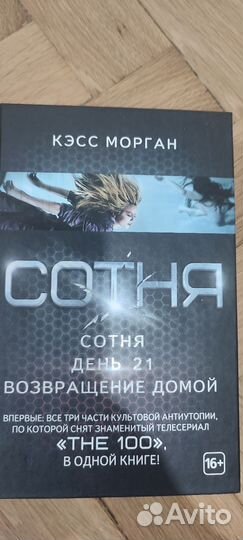 КЭСС МОРГАН
СОТНЯ
СОТНЯ
ДЕНЬ 21
ВОЗВРАЩЕНИЕ ДОМОЙ
ВПЕРВЫЕ: ВСЕ ТРИ ЧАСТИ КУЛЬТОВОЙ АНТИУТОПИИ,
ПО КОТОРОЙ СНЯТ ЗНАМЕНИТЫЙ ТЕЛЕСЕРИАЛ
«THE 100»,
В ОДНОЙ КНИГЕ!
16+
Avito